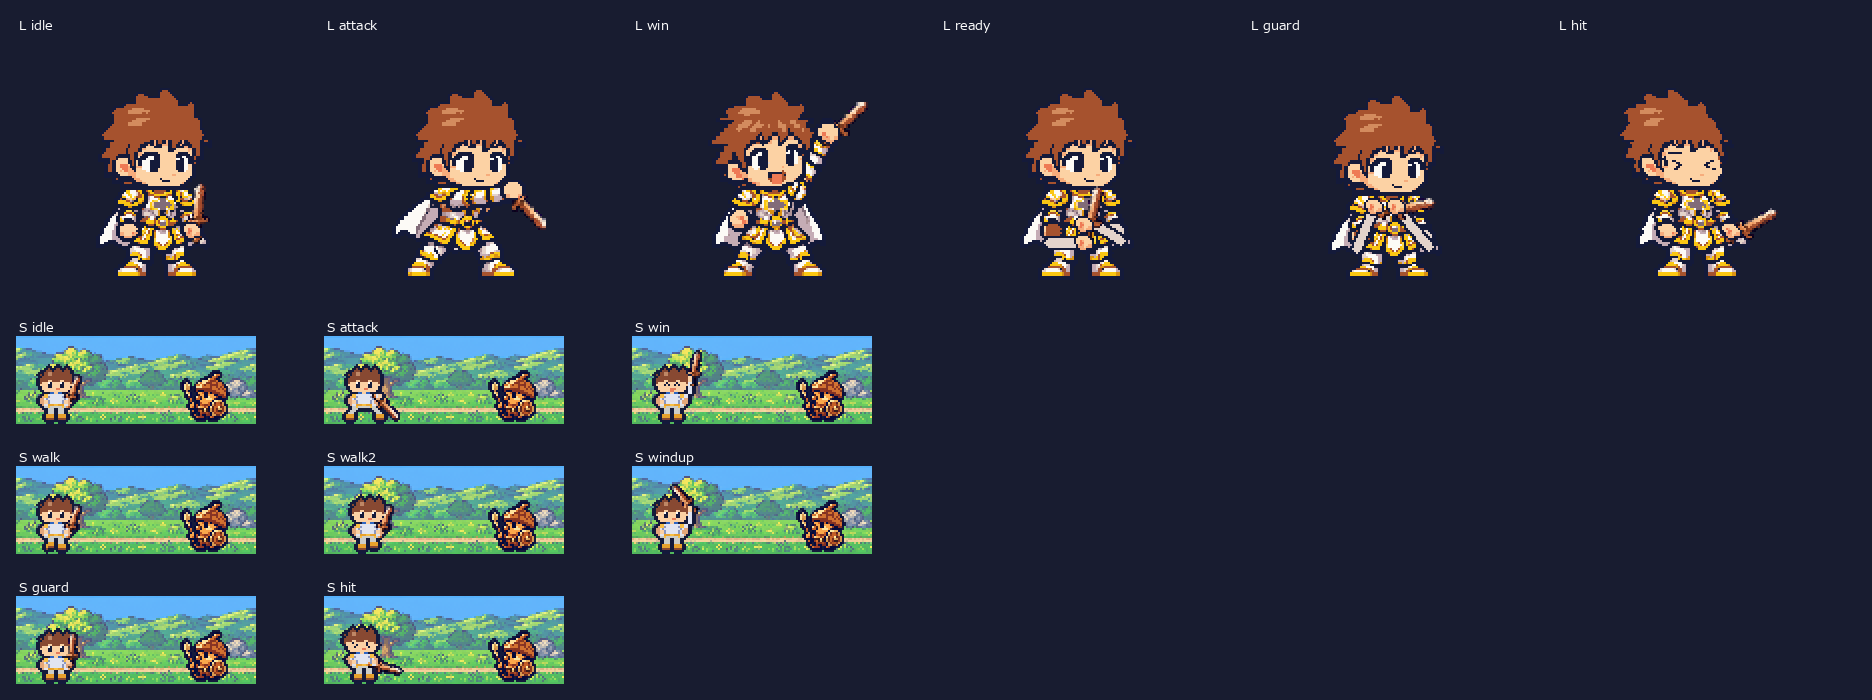 L idle
L attack
L win
L ready
L guard
L hit
S idle
S attack
S win
S walk
S walk2
S windup
S guard
S hit